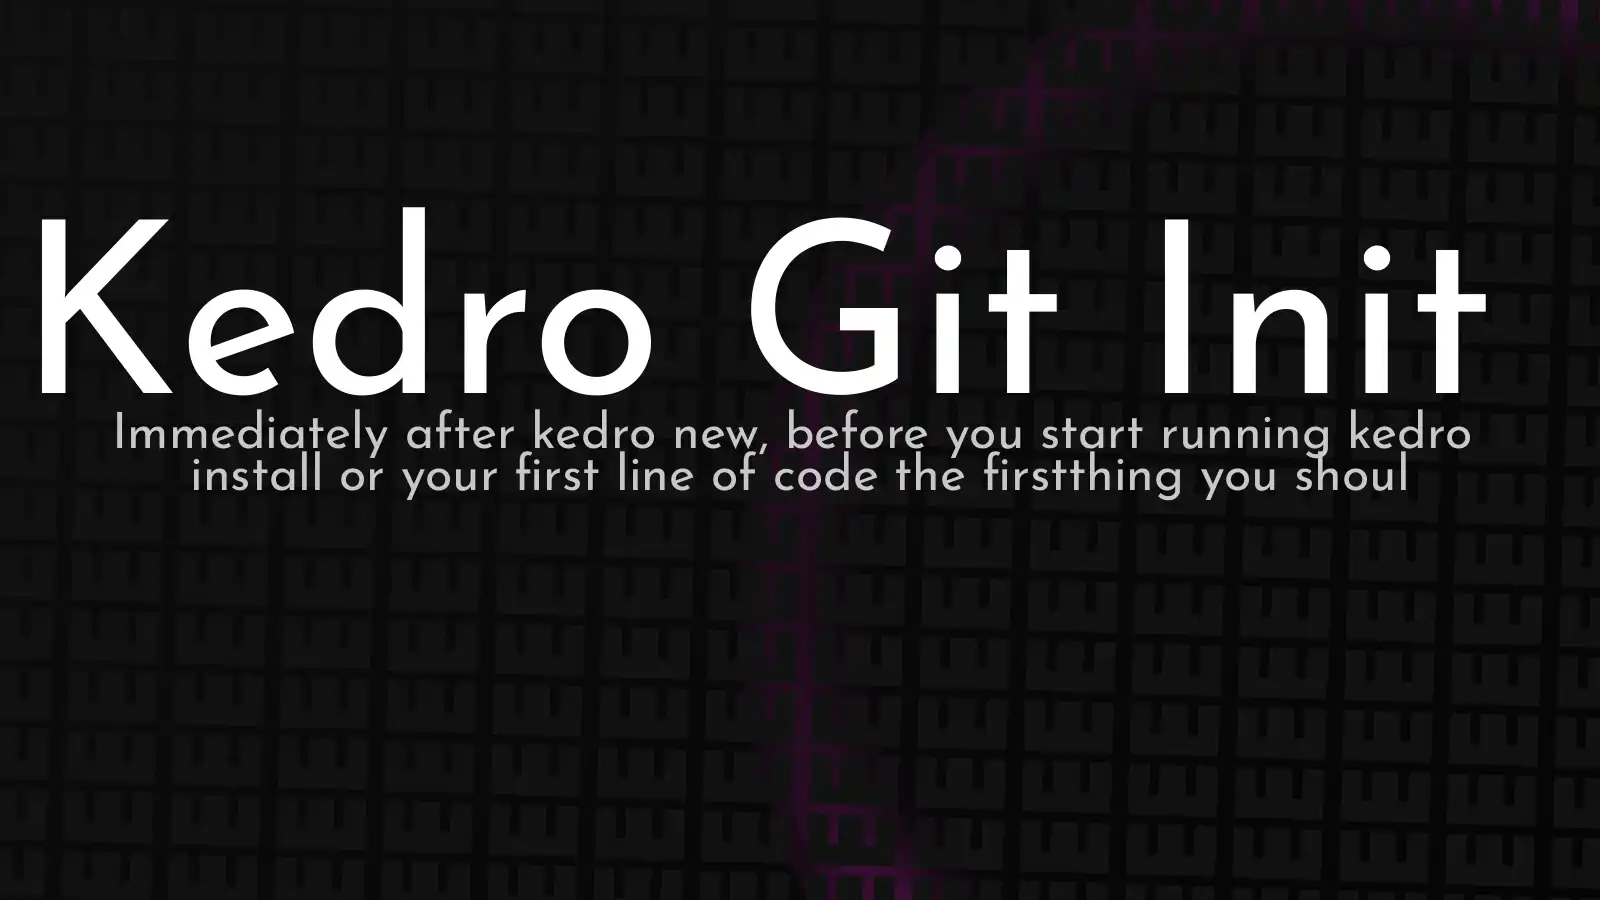 Kedro Git Init
Immediately after kedro new, before you start running kedro
install or your first line of code the firstthing you shoul